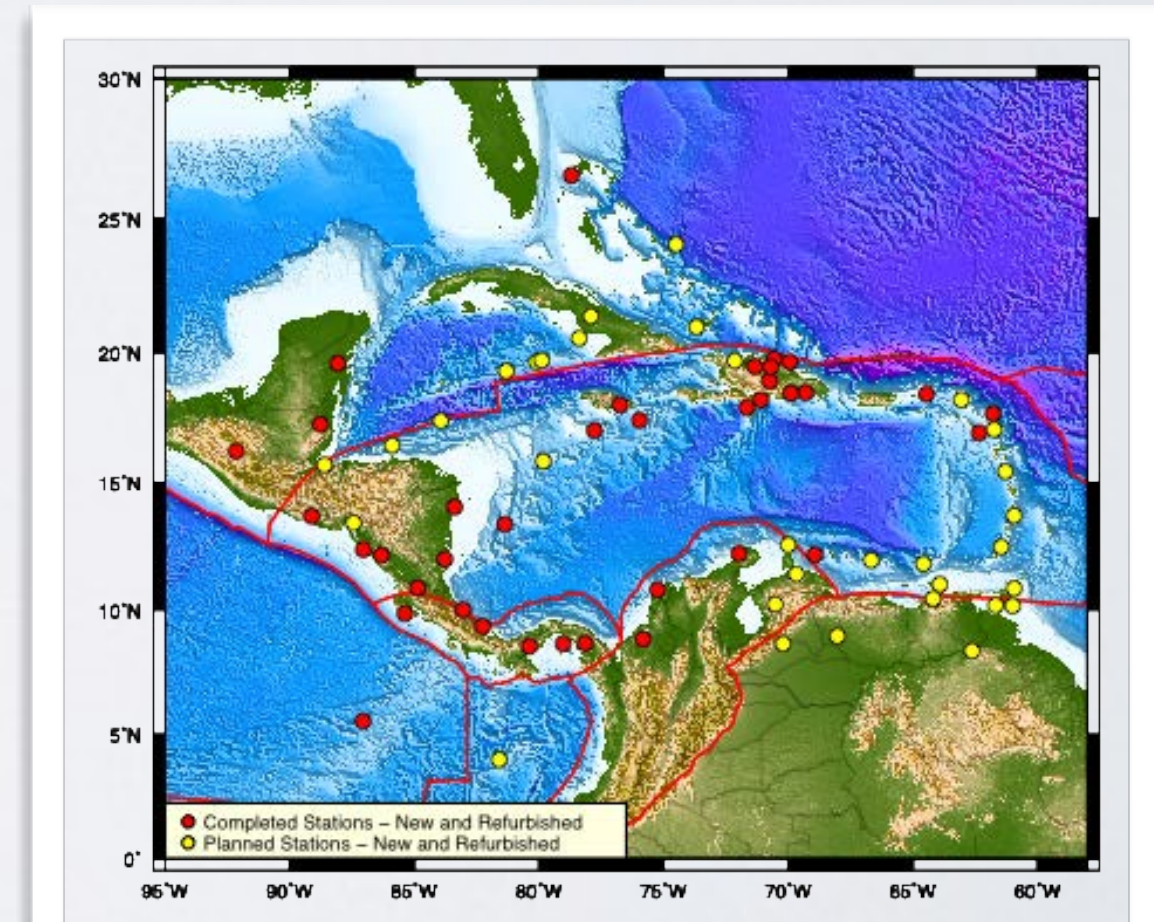 30°N
25°N
20°N
15°N
10°N
5°N
0°
Completed Stations – New and Refurbished
Planned Stations – New and Refurbished
95°W 90°W 85°W 80°W 75°W 70°W 65°W 60°W